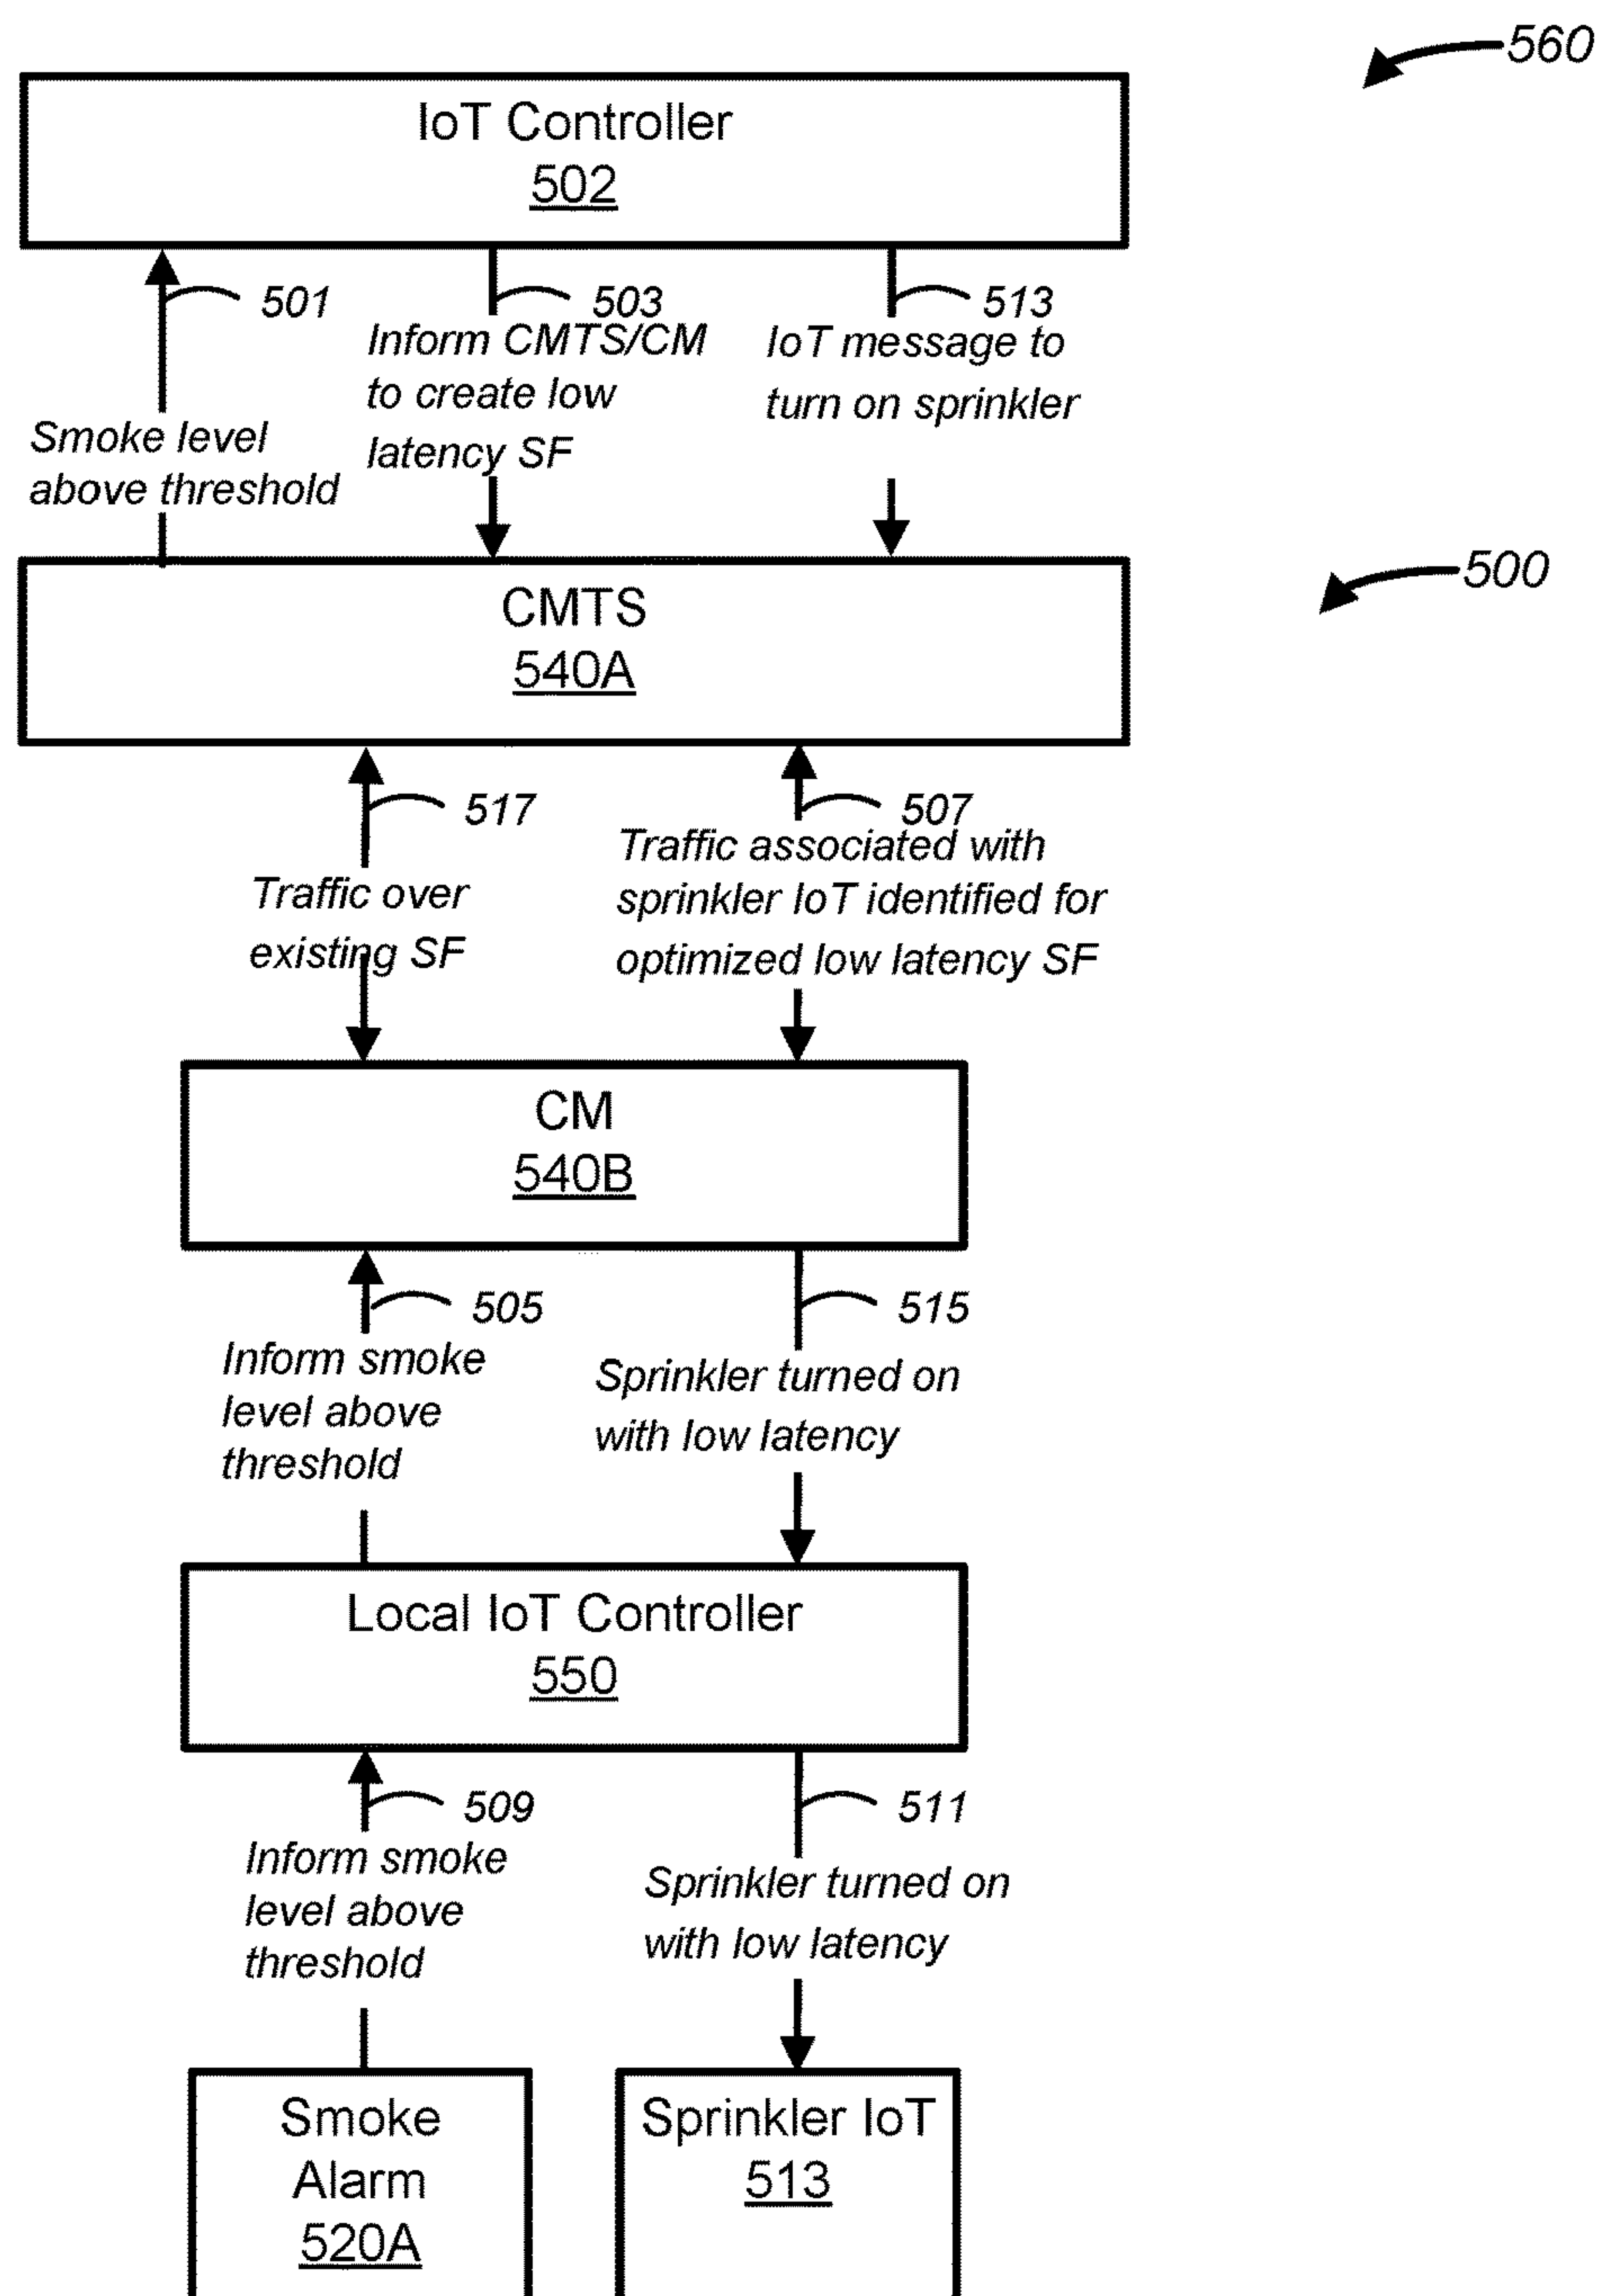 560
IoT Controller
502
501
503
513
Inform CMTS/CM
to create low
latency SF
IoT message to
turn on sprinkler
Smoke level
above threshold
500
CMTS
540A
517
507
Traffic over
existing SF
Traffic associated with
sprinkler IoT identified for
optimized low latency SF
CM
540B
505
515
Inform smoke
level above
threshold
Sprinkler turned on
with low latency
Local IoT Controller
550
509
511
Inform smoke
level above
threshold
Sprinkler turned on
with low latency
Smoke
Alarm
520A
Sprinkler IoT
513